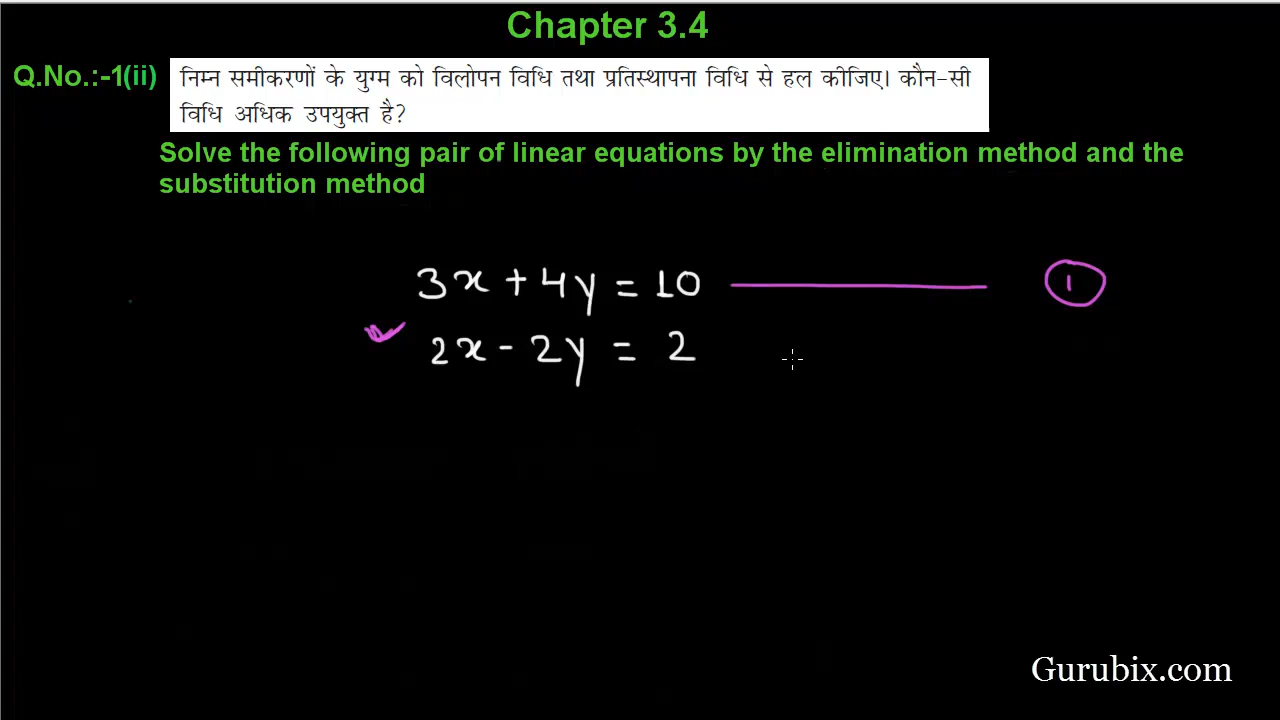 Chapter 3.4
Q.No.:-1(ii) निम्न समीकरणों के युग्म को विलोपन विधि तथा प्रतिस्थापना विधि से हल कीजिए। कौन-सी
विधि अधिक उपयुक्त है?
Solve the following pair of linear equations by the elimination method and the
substitution method
3x + 4y = 10 1
2x - 2y = 2
Gurubix.com